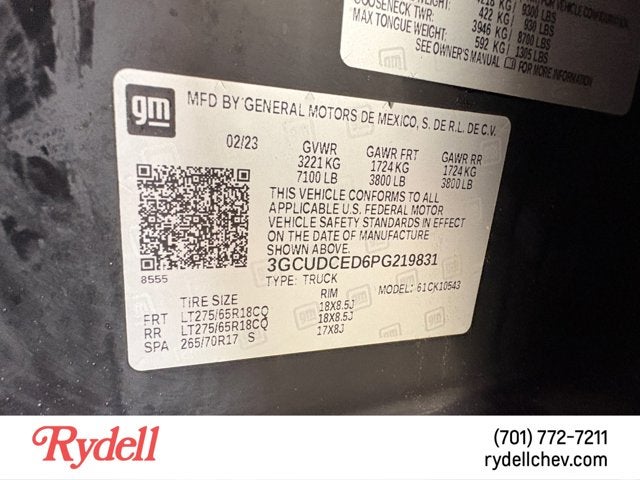 4218 KG / 9300 LBS
GOOSENECK TWR: 422 KG / 930 LBS
3946 KG / 8700 LBS
MAX TONGUE WEIGHT: 592 KG / 1305 LBS
SEE OWNER'S MANUAL FOR MORE INFORMATION
gm
MFD BY GENERAL MOTORS DE MEXICO, S. DE R.L. DE C.V.
02/23 GVWR GAWR FRT GAWR RR
3221 KG 1724 KG 1724 KG
7100 LB 3800 LB 3800 LB
THIS VEHICLE CONFORMS TO ALL
APPLICABLE U.S. FEDERAL MOTOR
VEHICLE SAFETY STANDARDS IN EFFECT
ON THE DATE OF MANUFACTURE
SHOWN ABOVE.
3GCUDCED6PG219831
8555
TYPE: TRUCK MODEL: 61CK10543
TIRE SIZE RIM
FRT LT275/65R18CQ 18X8.5J
RR LT275/65R18CQ 18X8.5J
SPA 265/70R17 S 17X8J
Rydell
(701) 772-7211
rydellchev.com